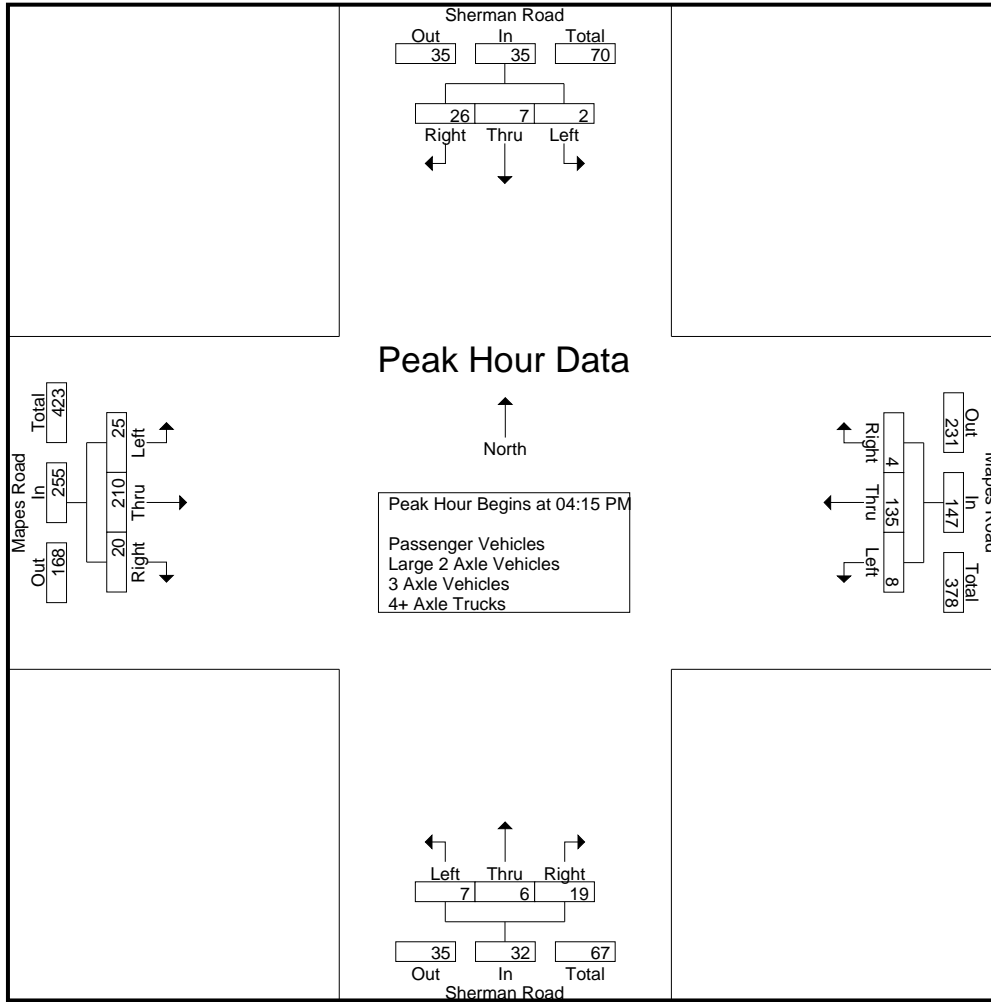 Sherman Road
Out In Total
35 35 70
26 7 2
Right Thru Left
Peak Hour Data
North
Peak Hour Begins at 04:15 PM
Passenger Vehicles
Large 2 Axle Vehicles
3 Axle Vehicles
4+ Axle Trucks
Mapes Road
Total In Out
423 255 168
25 210 20
Left Thru Right
Mapes Road
Out In Total
231 147 378
4 135 8
Right Thru Left
Left Thru Right
7 6 19
35 32 67
Out In Total
Sherman Road